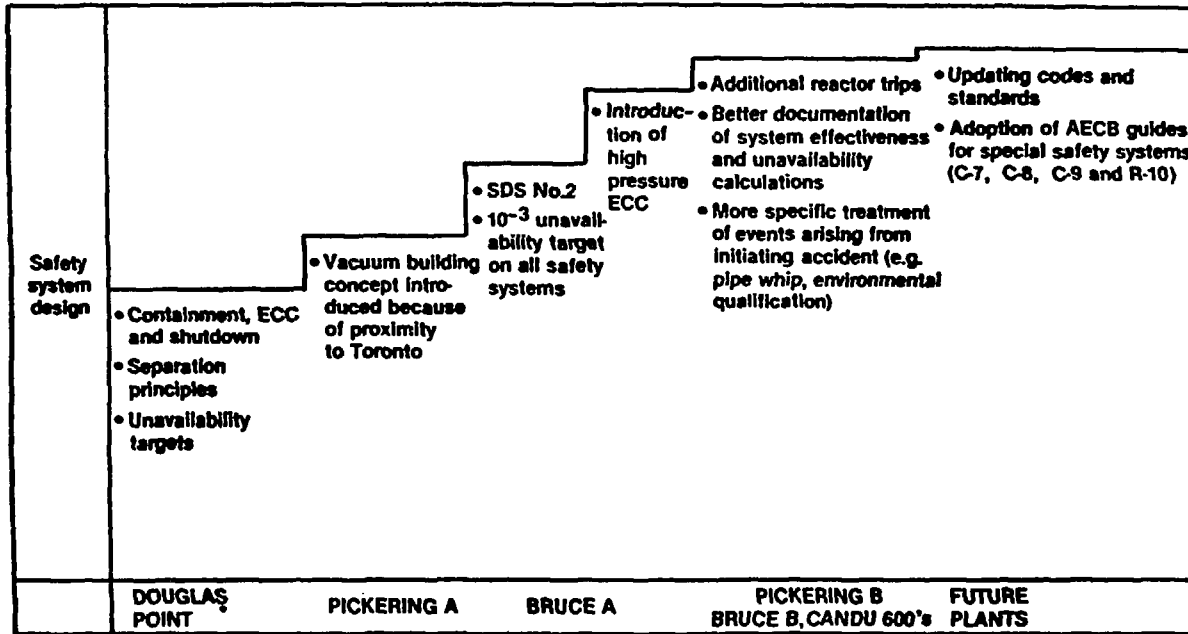 Safety
system
design
• Containment, ECC
and shutdown
• Separation
principles
• Unavailability
targets
• Vacuum building
concept intro-
duced because
of proximity
to Toronto
• SDS No.2
• 10⁻³ unavail-
ability target
on all safety
systems
• Introduc-
tion of
high
pressure
ECC
• Additional reactor trips
• Better documentation
of system effectiveness
and unavailability
calculations
• More specific treatment
of events arising from
initiating accident (e.g.
pipe whip, environmental
qualification)
• Updating codes and
standards
• Adoption of AECB guides
for special safety systems
(C-7, C-8, C-9 and R-10)
DOUGLAS
POINT
PICKERING A
BRUCE A
PICKERING B
BRUCE B, CANDU 600's
FUTURE
PLANTS